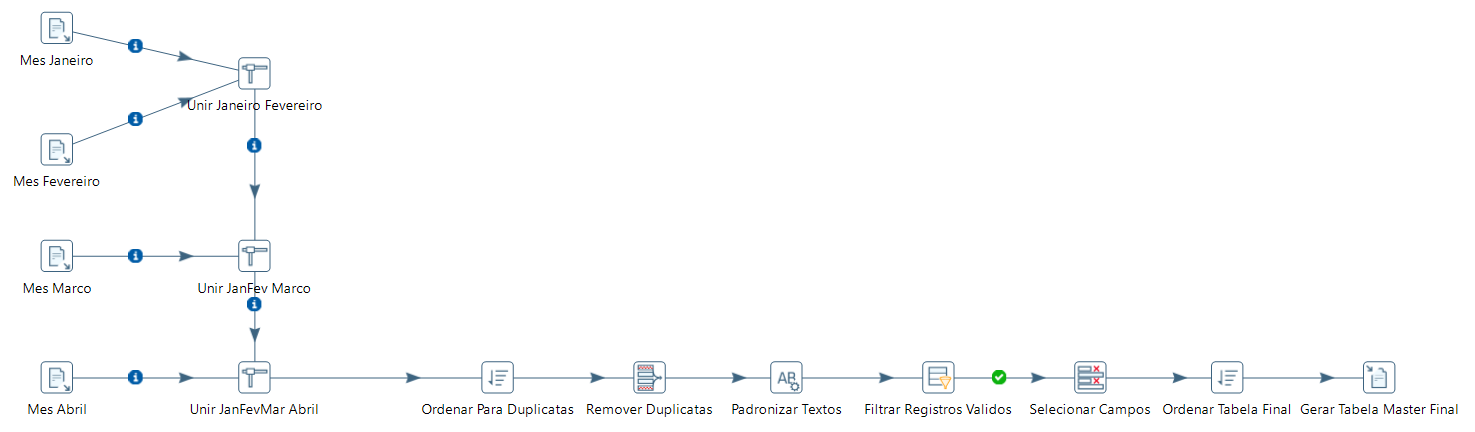 Mes Janeiro
Unir Janeiro Fevereiro
Mes Fevereiro
Mes Marco
Unir JanFev Marco
Mes Abril
Unir JanFevMar Abril
Ordenar Para Duplicatas
Remover Duplicatas
AB
Padronizar Textos
Filtrar Registros Validos
Selecionar Campos
Ordenar Tabela Final
Gerar Tabela Master Final